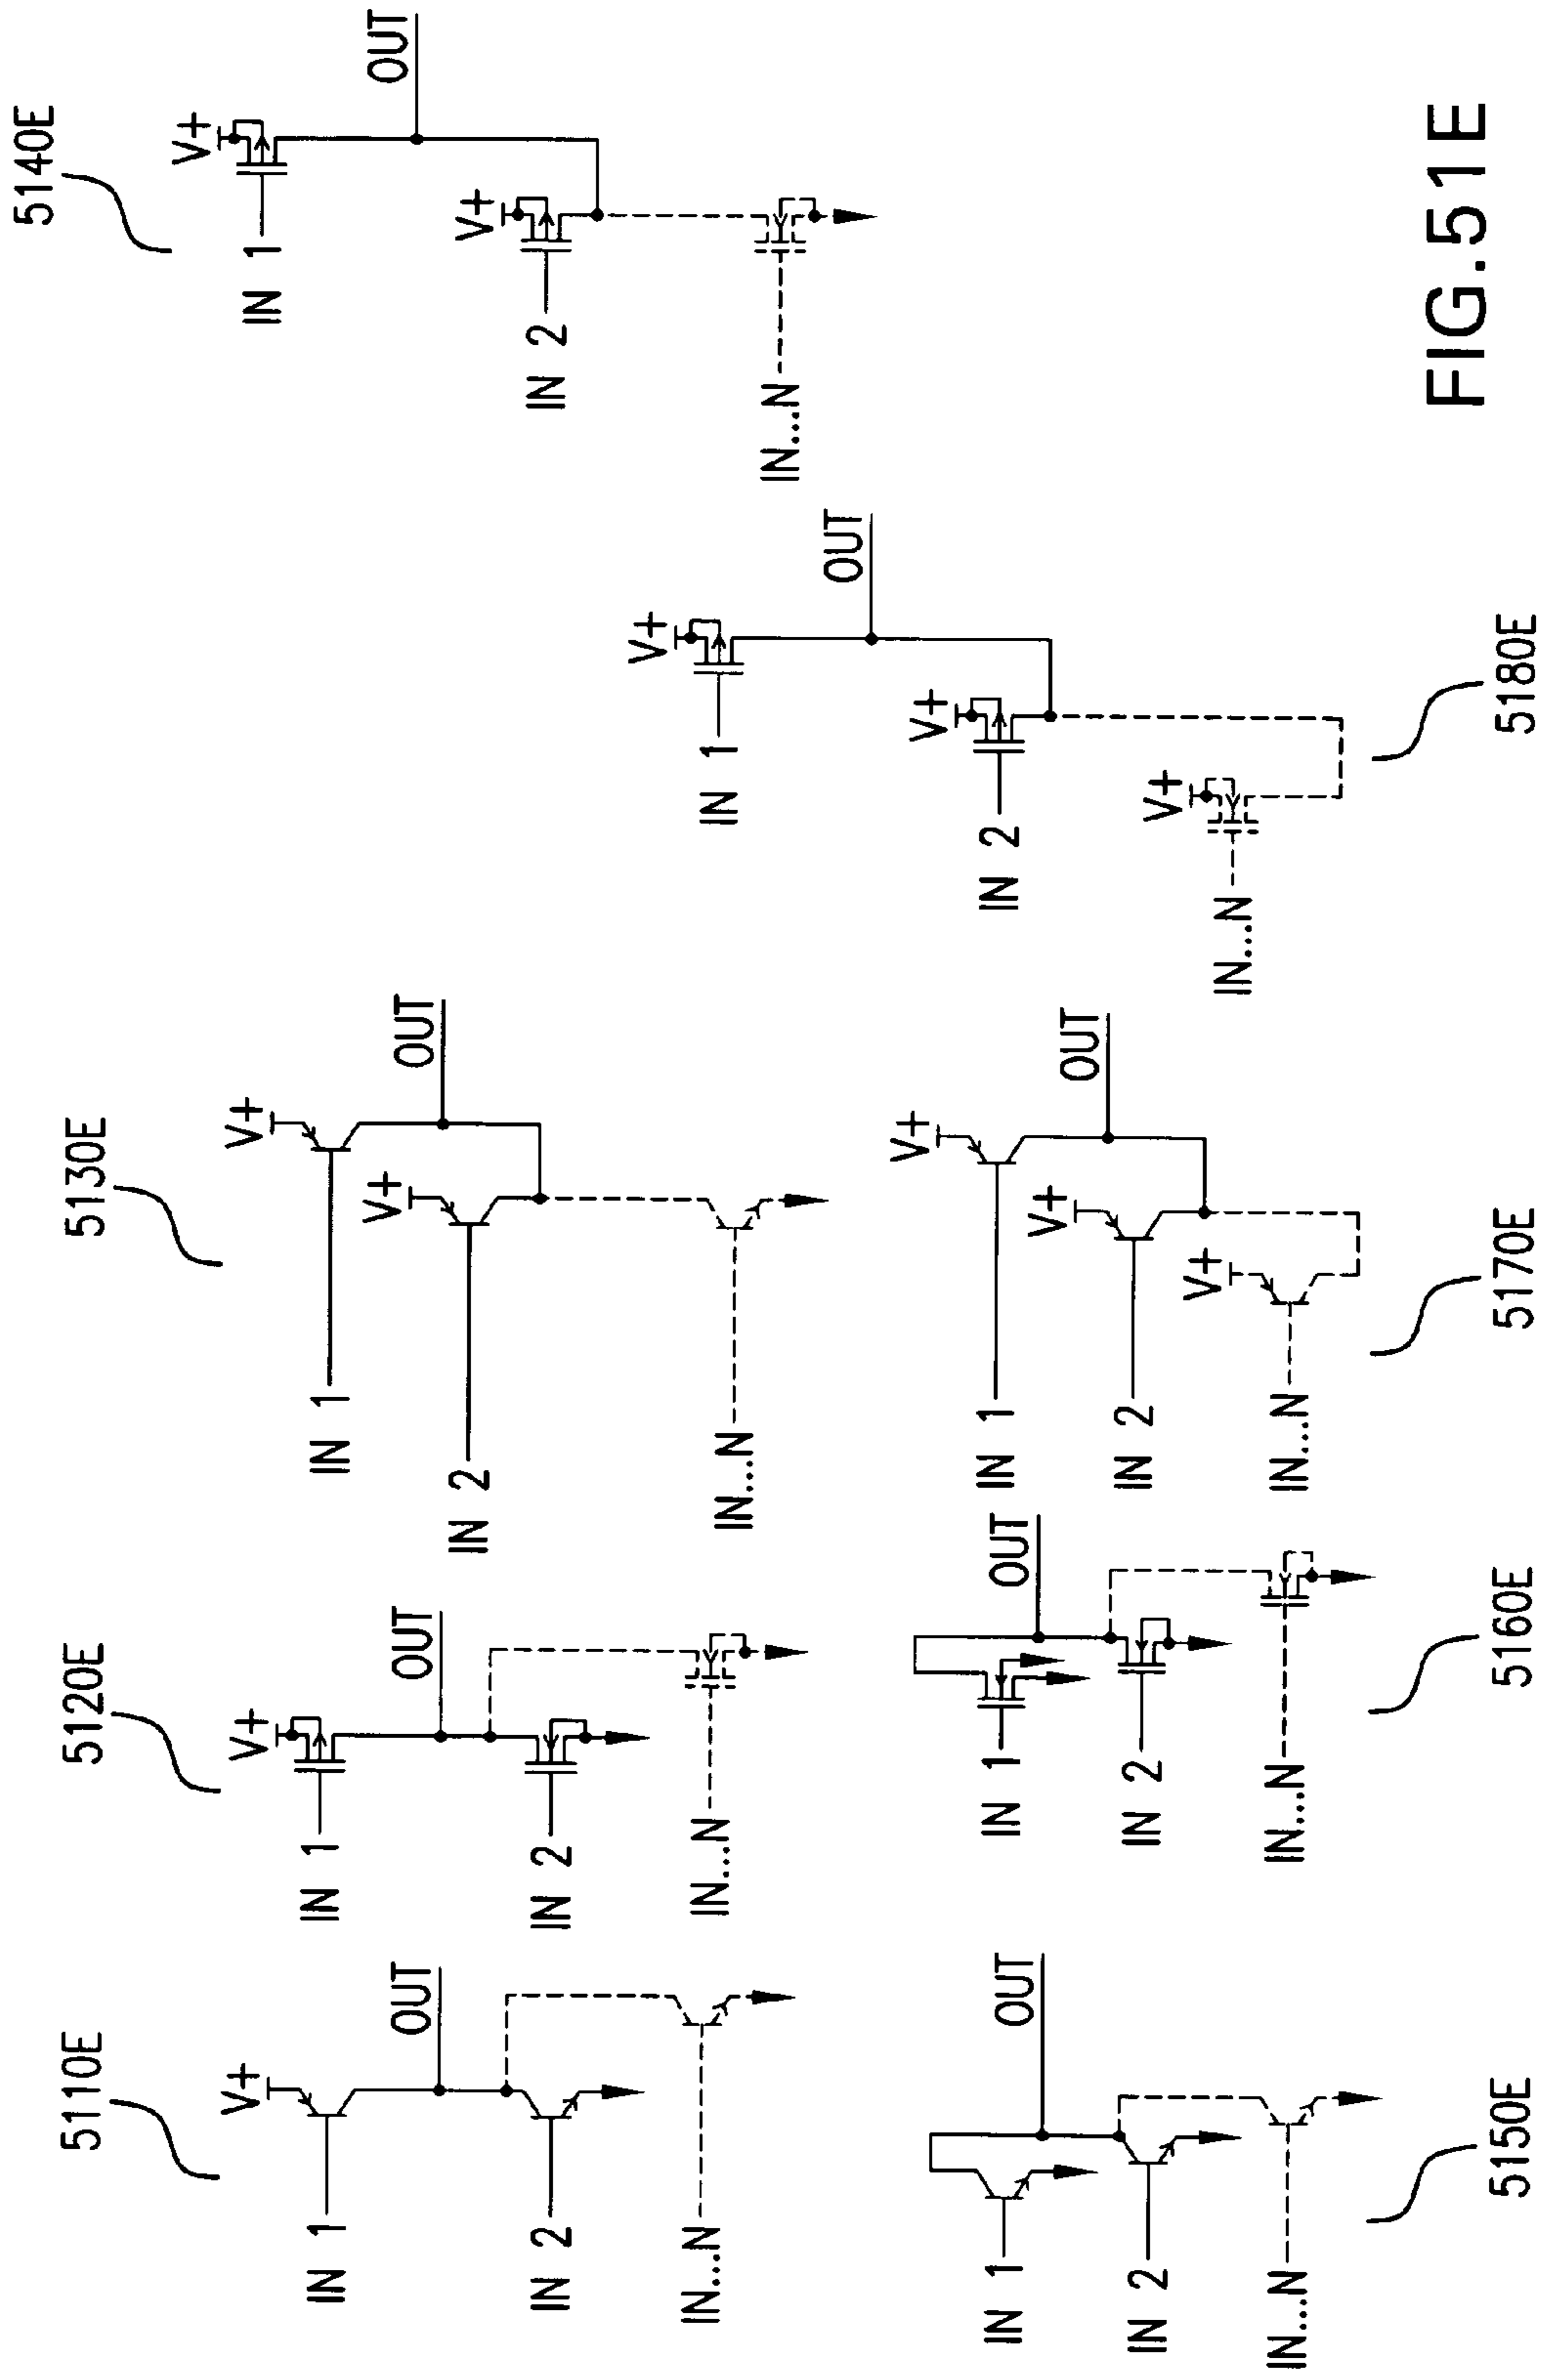 5110E
V+
OUT
IN 1
IN 2
IN...N
5120E
V+
OUT
IN 1
IN 2
IN...N
5130E
V+
V+
OUT
IN 1
IN 2
IN...N
5140E
V+
V+
OUT
IN 1
IN 2
IN...N
OUT
IN 1
IN 2
IN...N
5150E
OUT
IN 1
IN 2
IN...N
5160E
V+
V+
V+
OUT
IN 1
IN 2
IN...N
5170E
V+
V+
V+
OUT
IN 1
IN 2
IN...N
5180E
FIG.51E